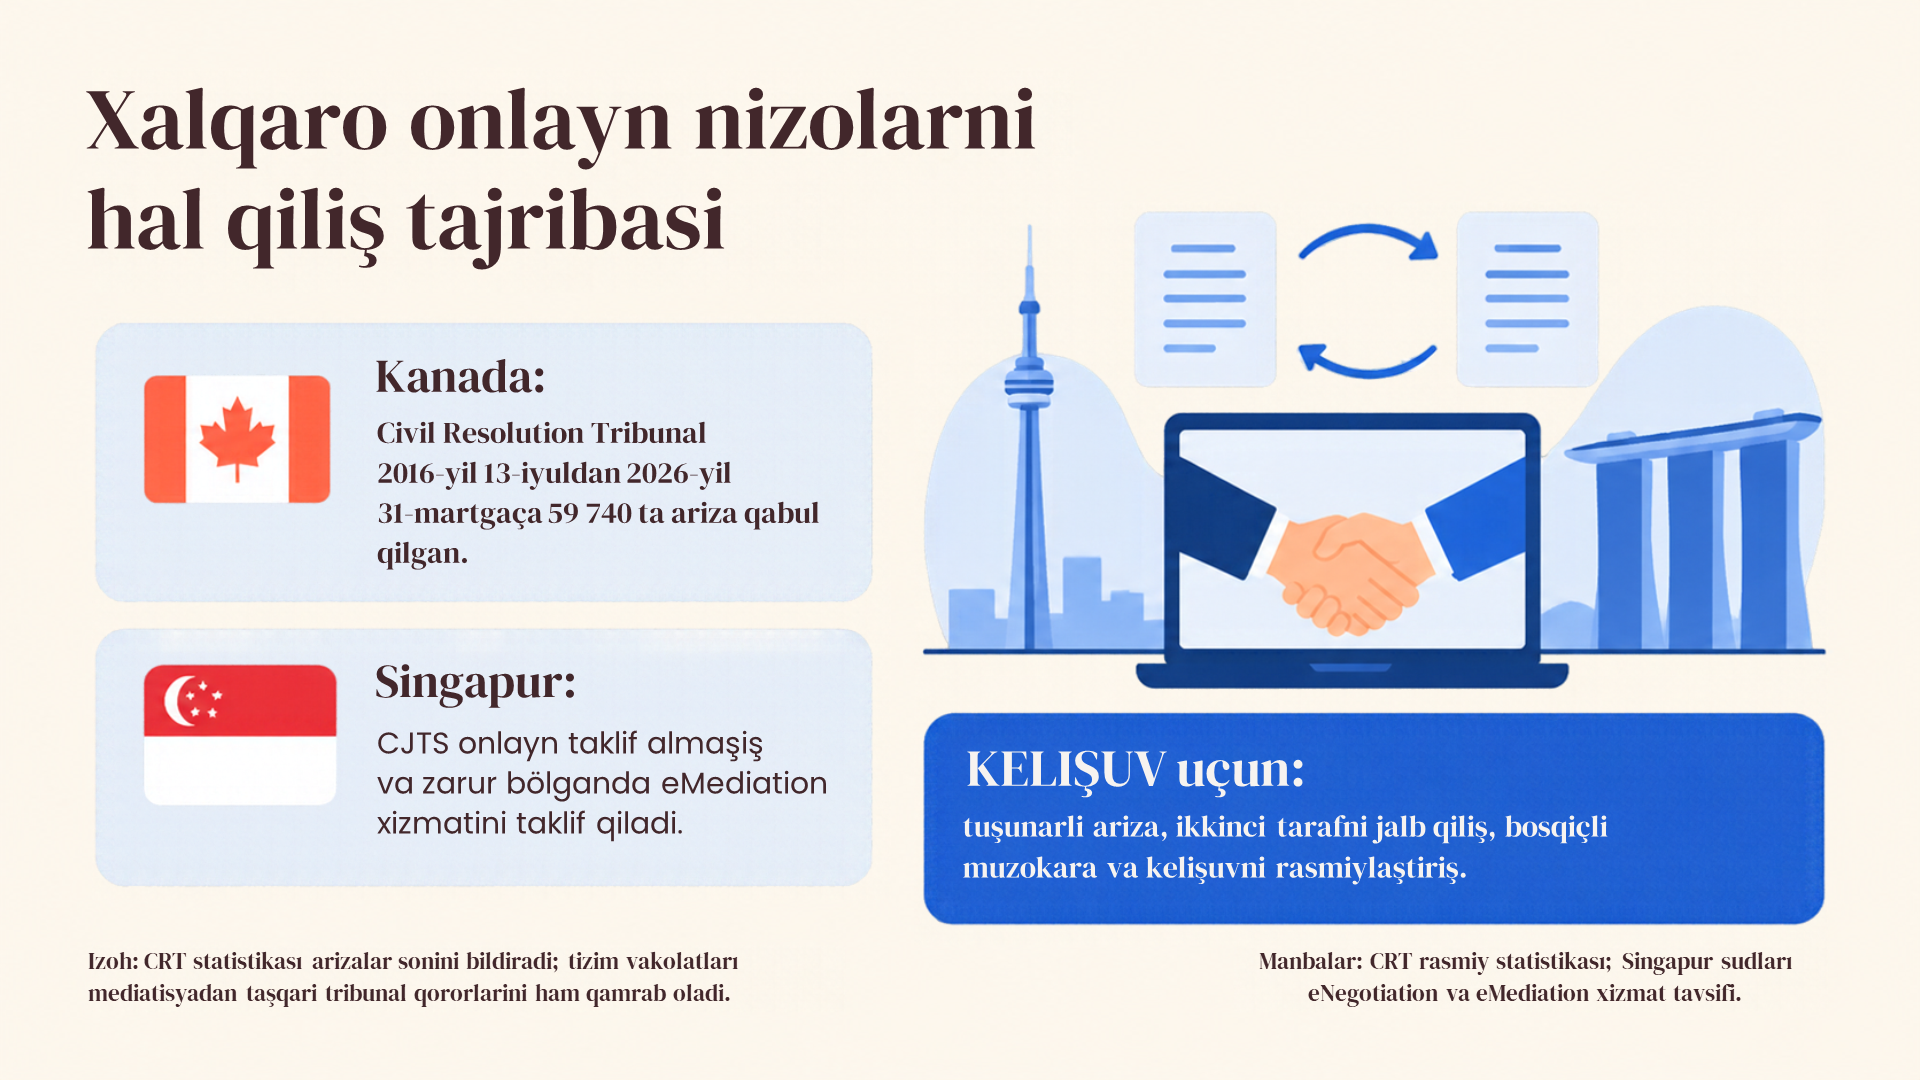 Xalqaro onlayn nizolarni
hal qiliş tajribasi
Kanada:
Civil Resolution Tribunal
2016-yil 13-iyuldan 2026-yil
31-martgaça 59 740 ta ariza qabul
qilgan.
Singapur:
CJTS onlayn taklif almaşiş
va zarur bölganda eMediation
xizmatini taklif qiladi.
KELIŞUV uçun:
tuşunarli ariza, ikkinci tarafni jalb qiliş, bosqiçli
muzokara va kelişuvni rasmiylaştiriş.
Izoh: CRT statistikası arizalar sonini bildiradi; tizim vakolatları
mediatisyadan taşqari tribunal qororlarini ham qamrab oladi.
Manbalar: CRT rasmiy statistikası; Singapur sudları
eNegotiation va eMediation xizmat tavsifi.